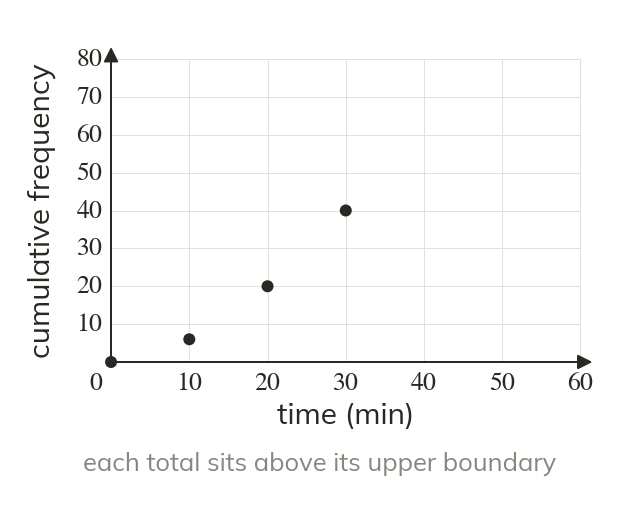 cumulative frequency
80
70
60
50
40
30
20
10
0 10 20 30 40 50 60
time (min)
each total sits above its upper boundary